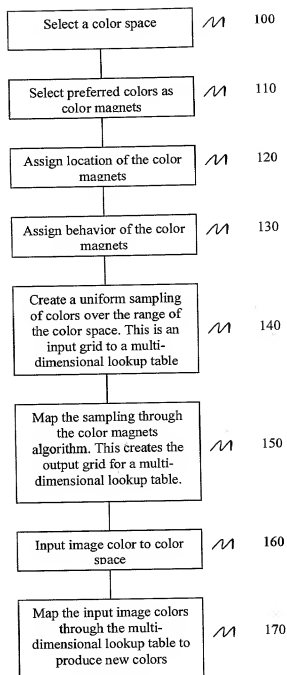 Select a color space
100
Select preferred colors as
color magnets
110
Assign location of the color
magnets
120
Assign behavior of the color
magnets
130
Create a uniform sampling
of colors over the range of
the color space. This is an
input grid to a multi-
dimensional lookup table
140
Map the sampling through
the color magnets
algorithm. This creates the
output grid for a multi-
dimensional lookup table.
150
Input image color to color
space
160
Map the input image colors
through the multi-
dimensional lookup table to
produce new colors
170